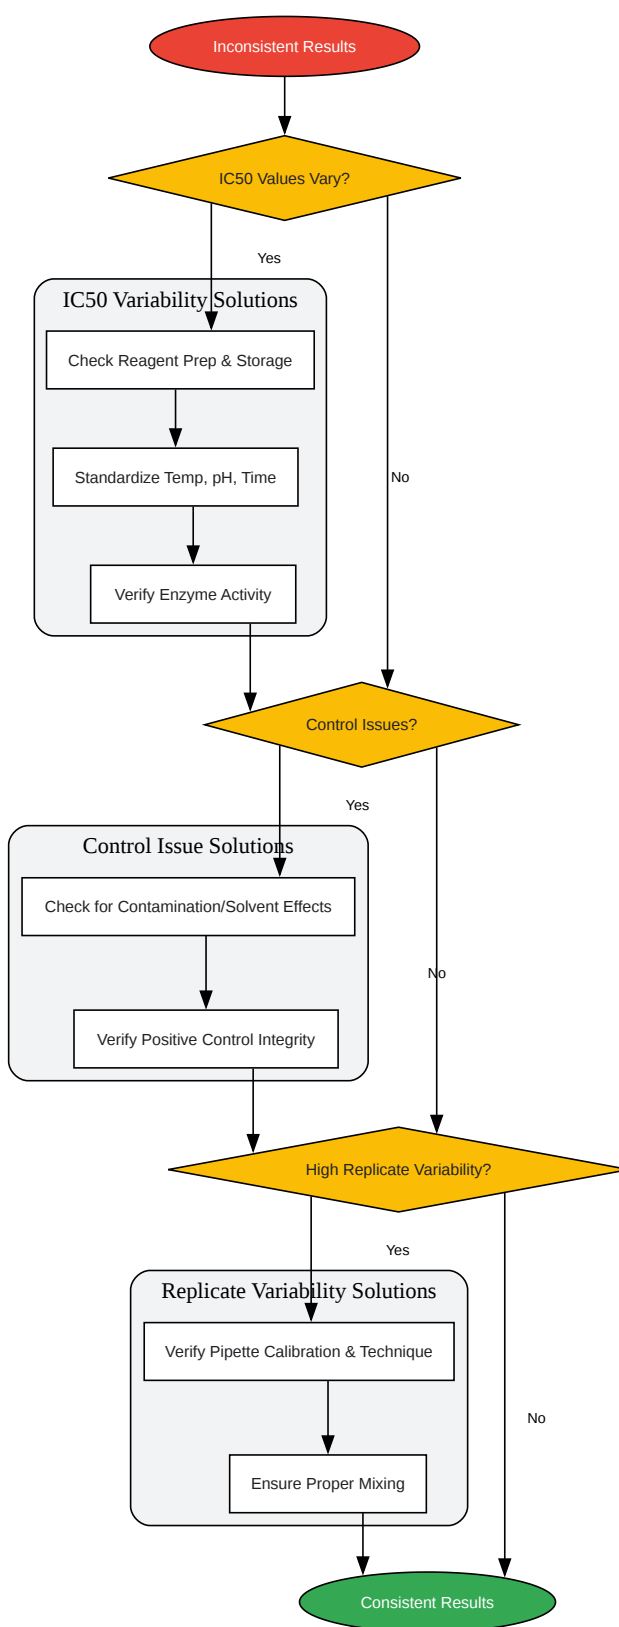 Inconsistent Results
IC50 Values Vary?
Yes
IC50 Variability Solutions
Check Reagent Prep & Storage
Standardize Temp, pH, Time
No
Verify Enzyme Activity
Control Issues?
Yes
Control Issue Solutions
Check for Contamination/Solvent Effects
No
Verify Positive Control Integrity
High Replicate Variability?
Yes
Replicate Variability Solutions
Verify Pipette Calibration & Technique
No
Ensure Proper Mixing
Consistent Results